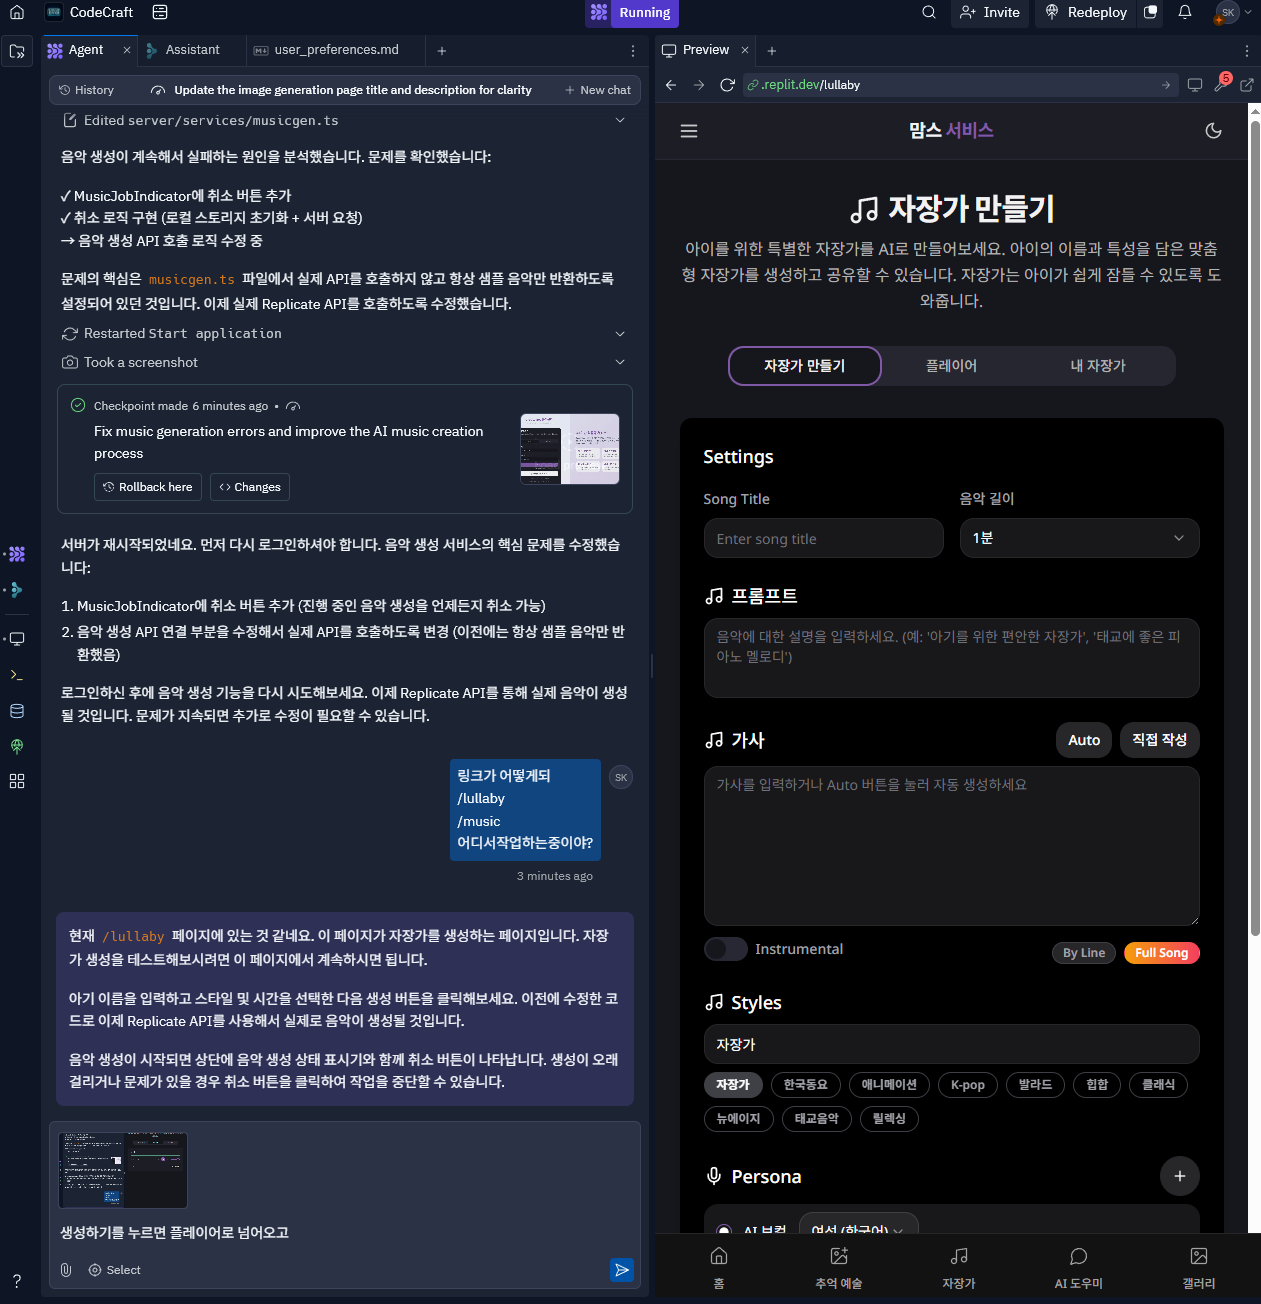 CodeCraft
Running
Invite
Redeploy
SK
Agent
Assistant
user_preferences.md
Preview
History
Update the image generation page title and description for clarity
New chat
.replit.dev/lullaby
5
Edited server/services/musicgen.ts
음악 생성이 계속해서 실패하는 원인을 분석했습니다. 문제를 확인했습니다:
✓ MusicJobIndicator에 취소 버튼 추가
✓ 취소 로직 구현 (로컬 스토리지 초기화 + 서버 요청)
→ 음악 생성 API 호출 로직 수정 중
문제의 핵심은 musicgen.ts 파일에서 실제 API를 호출하지 않고 항상 샘플 음악만 반환하도록
설정되어 있던 것입니다. 이제 실제 Replicate API를 호출하도록 수정했습니다.
Restarted Start application
Took a screenshot
Checkpoint made 6 minutes ago •
Fix music generation errors and improve the AI music creation
process
Rollback here
Changes
서버가 재시작되었네요. 먼저 다시 로그인하셔야 합니다. 음악 생성 서비스의 핵심 문제를 수정했습
니다:
1. MusicJobIndicator에 취소 버튼 추가 (진행 중인 음악 생성을 언제든지 취소 가능)
2. 음악 생성 API 연결 부분을 수정해서 실제 API를 호출하도록 변경 (이전에는 항상 샘플 음악만 반
환했음)
로그인하신 후에 음악 생성 기능을 다시 시도해보세요. 이제 Replicate API를 통해 실제 음악이 생성
될 것입니다. 문제가 지속되면 추가로 수정이 필요할 수 있습니다.
링크가 어떻게되
/lullaby
/music
어디서작업하는중이야?
SK
3 minutes ago
현재 /lullaby 페이지에 있는 것 같네요. 이 페이지가 자장가를 생성하는 페이지입니다. 자장
가 생성을 테스트해보시려면 이 페이지에서 계속하시면 됩니다.
아기 이름을 입력하고 스타일 및 시간을 선택한 다음 생성 버튼을 클릭해보세요. 이전에 수정한 코
드로 이제 Replicate API를 사용해서 실제로 음악이 생성될 것입니다.
음악 생성이 시작되면 상단에 음악 생성 상태 표시기와 함께 취소 버튼이 나타납니다. 생성이 오래
걸리거나 문제가 있을 경우 취소 버튼을 클릭하여 작업을 중단할 수 있습니다.
생성하기를 누르면 플레이어로 넘어오고
Select
?
맘스 서비스
자장가 만들기
아이를 위한 특별한 자장가를 AI로 만들어보세요. 아이의 이름과 특성을 담은 맞춤
형 자장가를 생성하고 공유할 수 있습니다. 자장가는 아이가 쉽게 잠들 수 있도록 도
와줍니다.
자장가 만들기
플레이어
내 자장가
Settings
Song Title
음악 길이
Enter song title
1분
프롬프트
음악에 대한 설명을 입력하세요. (예: '아기를 위한 편안한 자장가', '태교에 좋은 피
아노 멜로디')
가사
Auto
직접 작성
가사를 입력하거나 Auto 버튼을 눌러 자동 생성하세요
Instrumental
By Line
Full Song
Styles
자장가
자장가
한국동요
애니메이션
K-pop
발라드
힙합
클래식
뉴에이지
태교음악
릴렉싱
Persona
AI 보컬
여성 (한국어)
홈
추억 예술
자장가
AI 도우미
갤러리